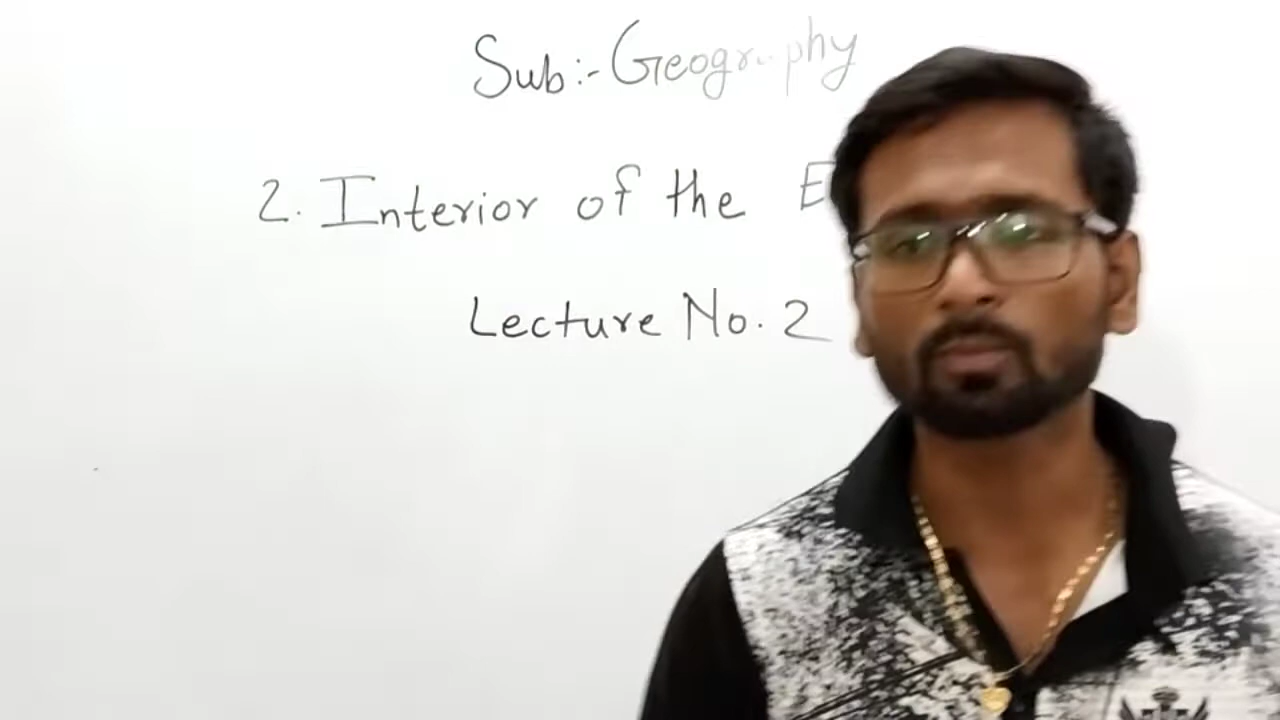 Sub:- Geography
2. Interior of the E
Lecture No. 2